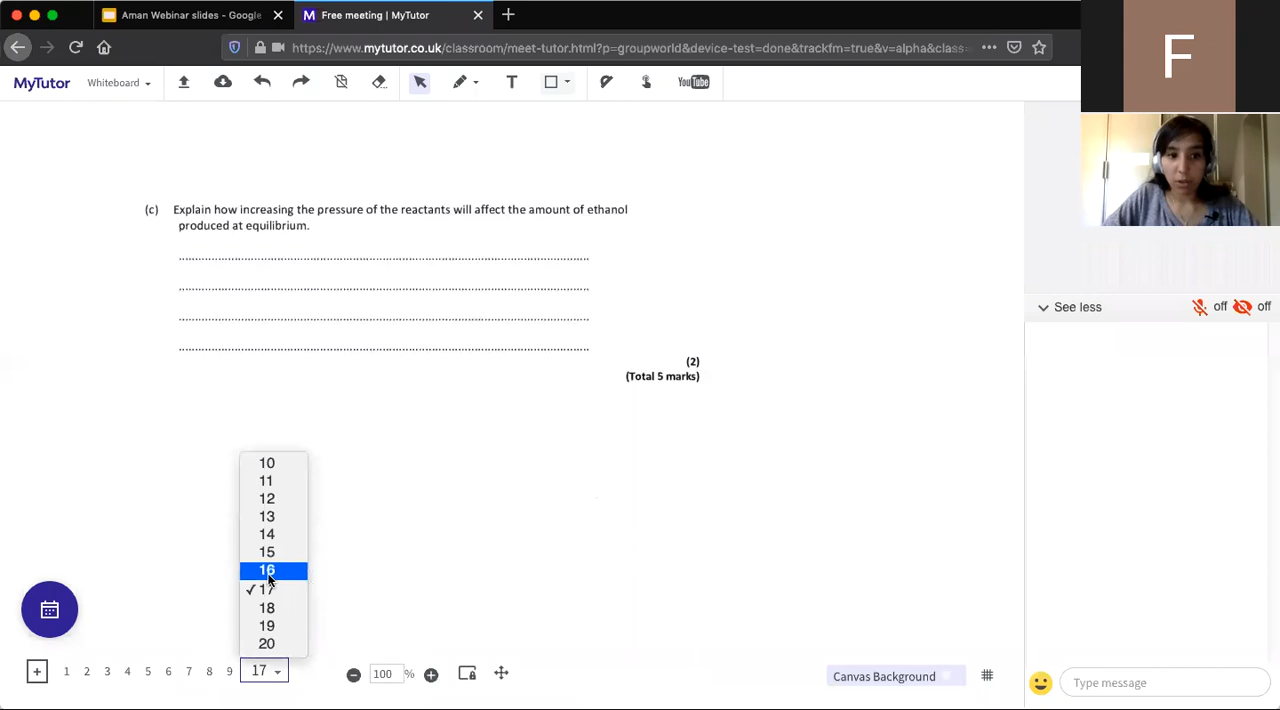 Aman Webinar slides - Google
Free meeting | MyTutor
https://www.mytutor.co.uk/classroom/meet-tutor.html?p=groupworld&device-test=done&trackfm=true&v=alpha&class=
MyTutor
Whiteboard
T
YouTube
F
(c) Explain how increasing the pressure of the reactants will affect the amount of ethanol
produced at equilibrium.
(2)
(Total 5 marks)
See less
off
off
10
11
12
13
14
15
16
17
18
19
20
1 2 3 4 5 6 7 8 9 17
100 %
Canvas Background
Type message